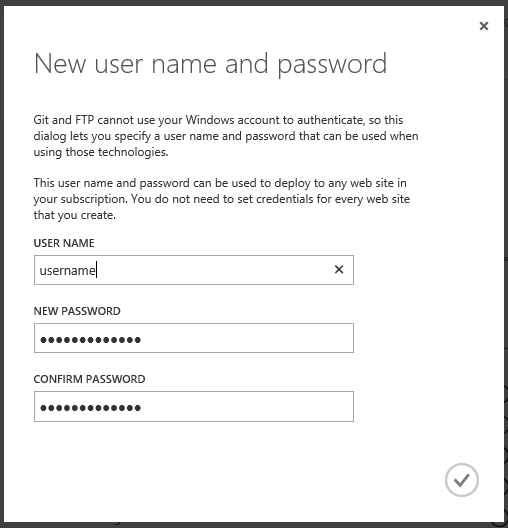 New user name and password
Git and FTP cannot use your Windows account to authenticate, so this
dialog lets you specify a user name and password that can be used when
using those technologies.
This user name and password can be used to deploy to any web site in
your subscription. You do not need to set credentials for every web site
that you create.
USER NAME
username
NEW PASSWORD
●●●●●●●●●●●●●
CONFIRM PASSWORD
●●●●●●●●●●●●●